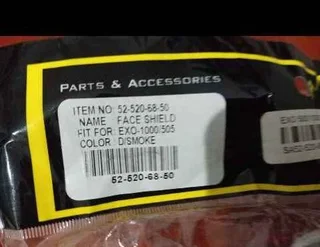 PARTS & ACCESSORIES
ITEM NO: 52-520-68-50
NAME FACE SHIELD
FIT FOR: EXO-1000/505
COLOR: D/SMOKE
52-520-68-50